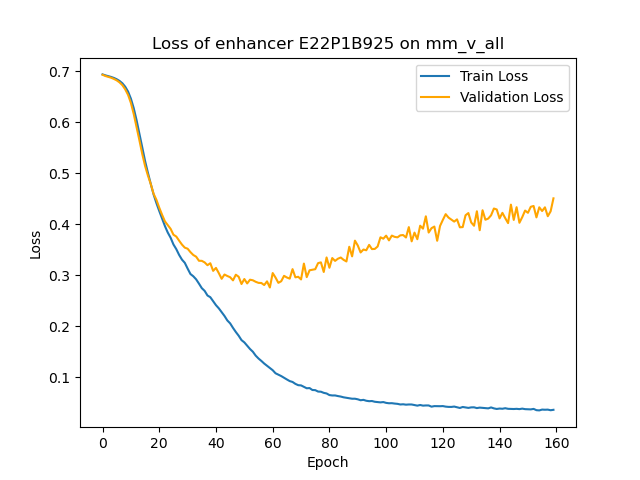 Loss of enhancer E22P1B925 on mm_v_all
Train Loss
Validation Loss
Loss
0.7
0.6
0.5
0.4
0.3
0.2
0.1
0 20 40 60 80 100 120 140 160
Epoch